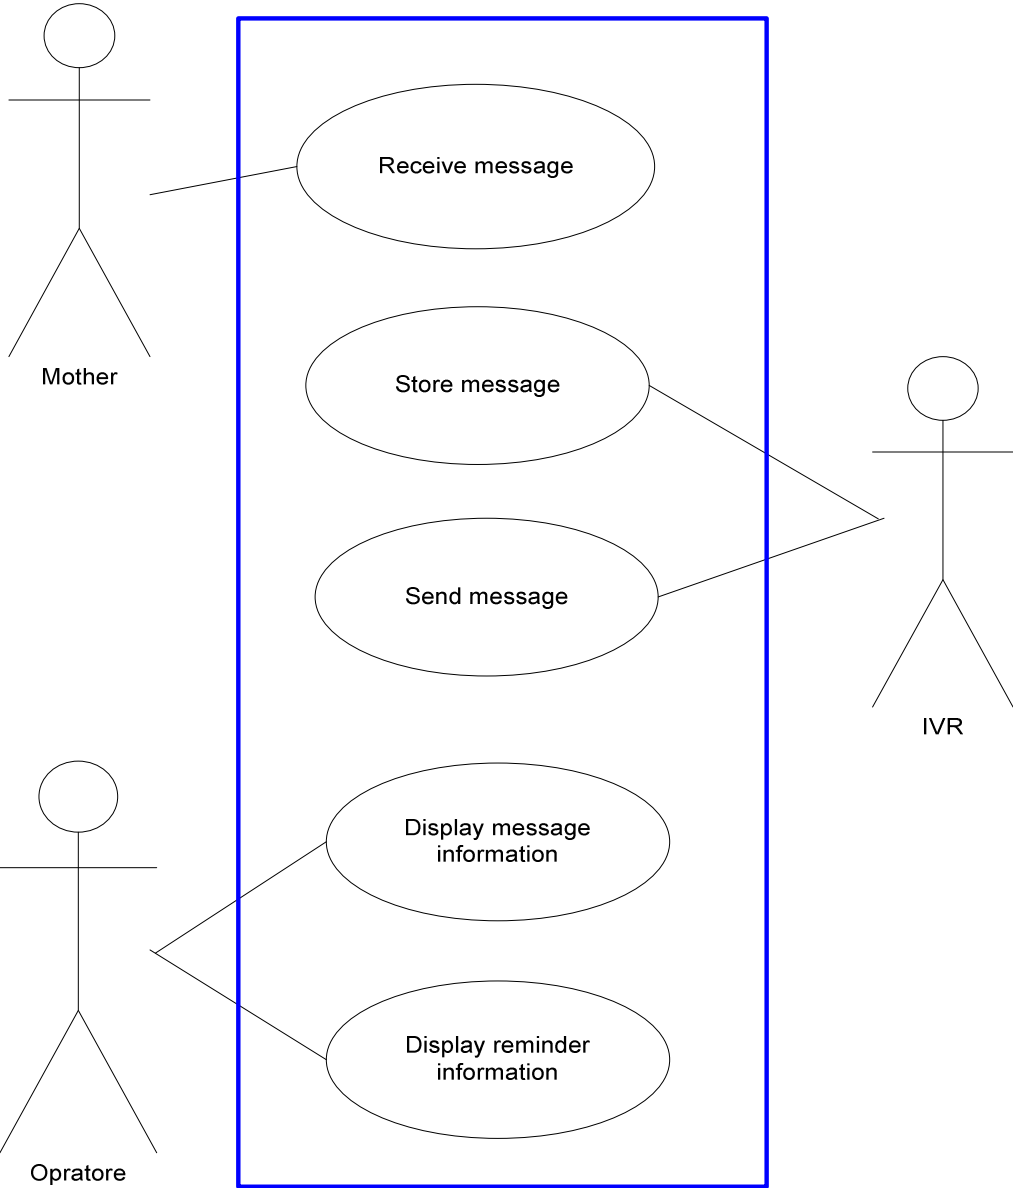 Receive message
Mother
Store message
Send message
IVR
Display message
information
Display reminder
information
Opratore